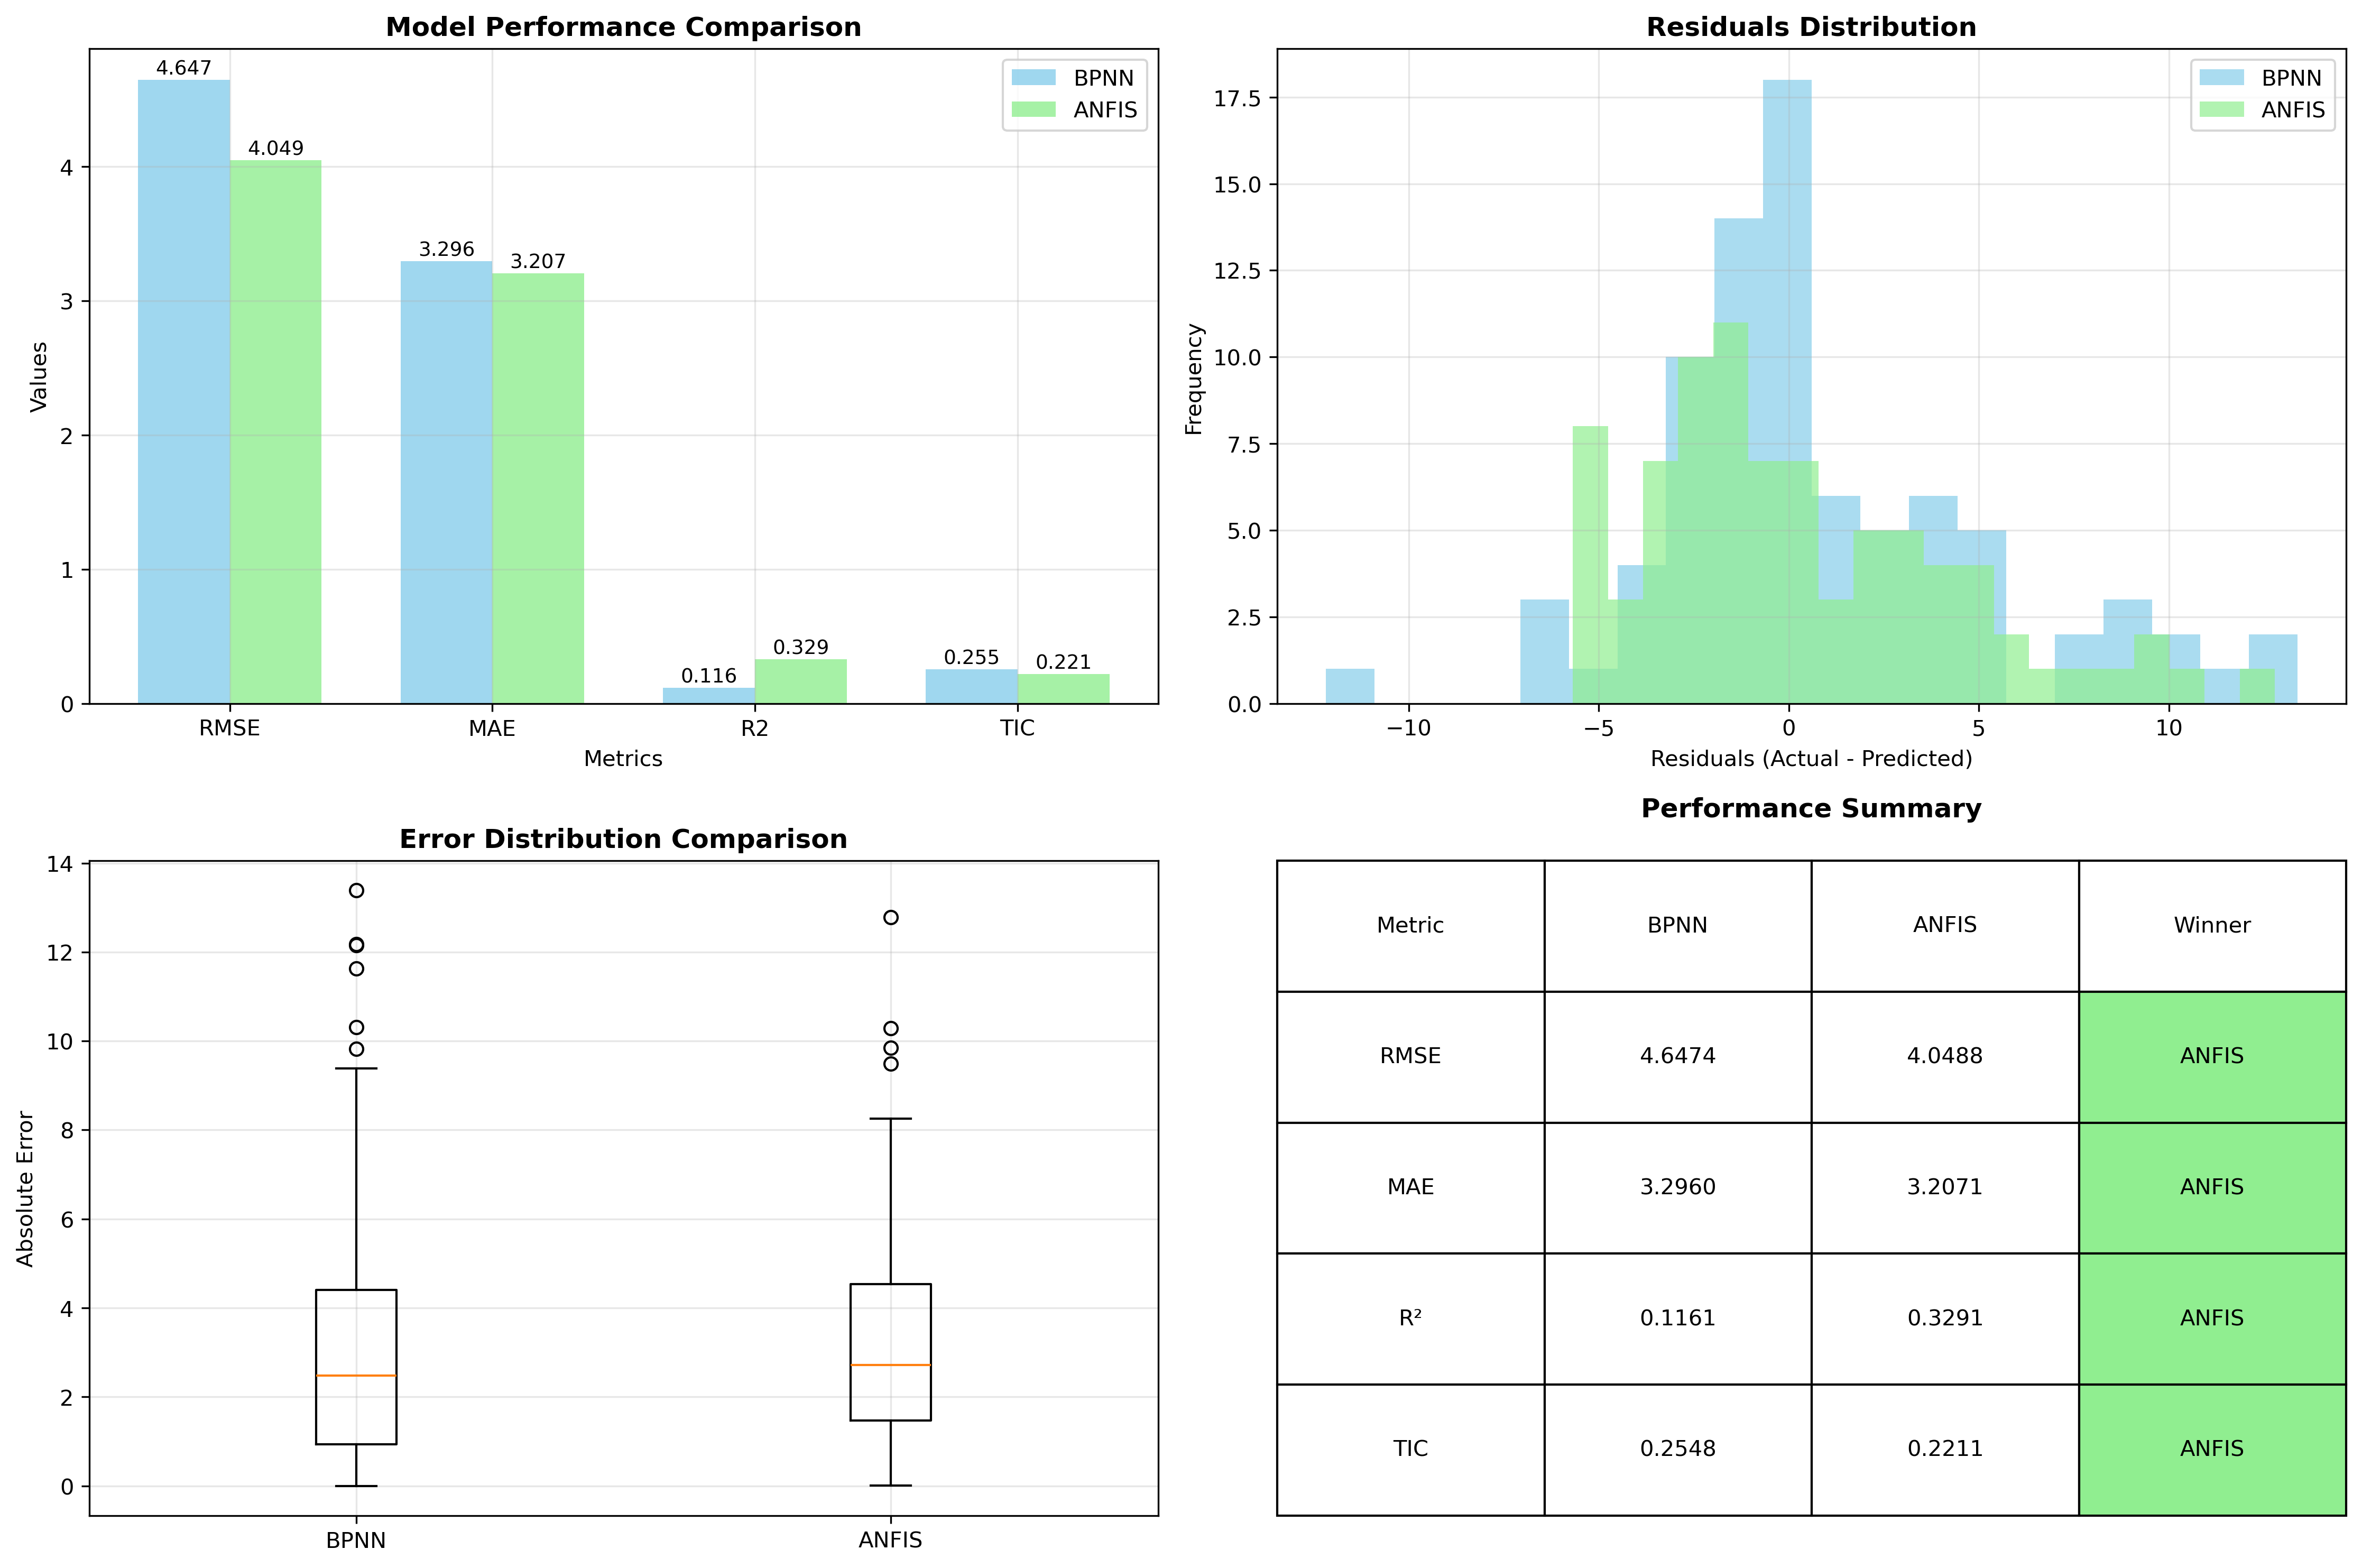 Model Performance Comparison
BPNN
ANFIS
4.647
4.049
3.296
3.207
0.116
0.329
0.255
0.221
4
3
2
1
0
Values
RMSE
MAE
R2
TIC
Metrics
Residuals Distribution
BPNN
ANFIS
17.5
15.0
12.5
10.0
7.5
5.0
2.5
0.0
Frequency
−10
−5
0
5
10
Residuals (Actual - Predicted)
Error Distribution Comparison
14
12
10
8
6
4
2
0
Absolute Error
BPNN
ANFIS
Performance Summary
Metric BPNN ANFIS Winner
RMSE 4.6474 4.0488 ANFIS
MAE 3.2960 3.2071 ANFIS
R² 0.1161 0.3291 ANFIS
TIC 0.2548 0.2211 ANFIS